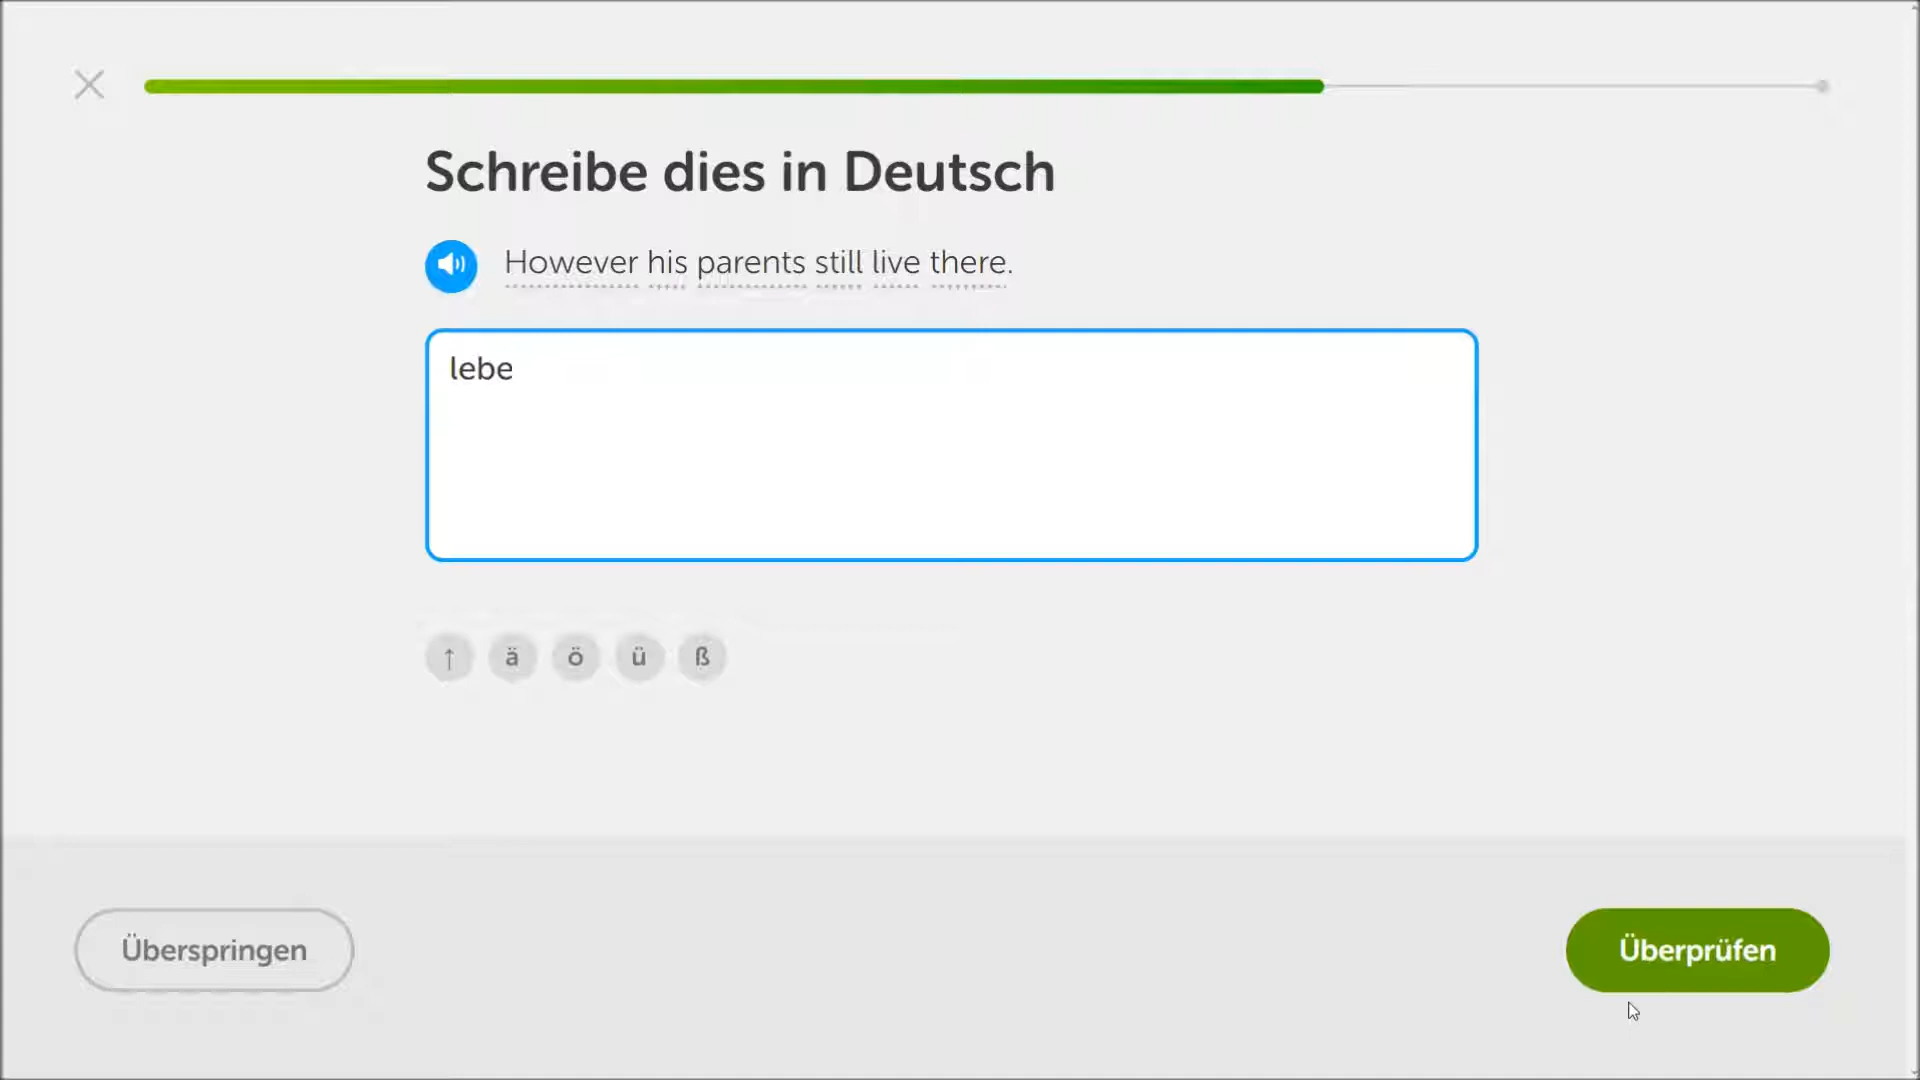 Schreibe dies in Deutsch
However his parents still live there.
lebe
↑ ä ö ü ß
Überspringen
Überprüfen